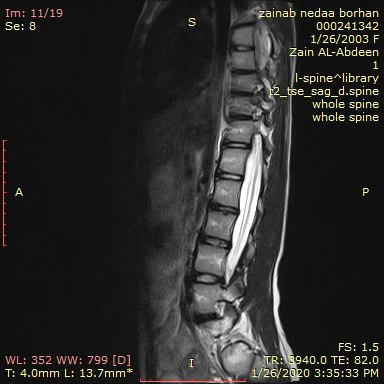 Im: 11/19
Se: 8
S
zainab nedaa borhan
000241342
1/26/2003 F
Zain AL-Abdeen
1
l-spine^library
t2_tse_sag_d.spine
whole spine
whole spine
A
P
I
WL: 352 WW: 799 [D]
T: 4.0mm L: 13.7mm*
FS: 1.5
TR: 3940.0 TE: 82.0
1/26/2020 3:35:33 PM